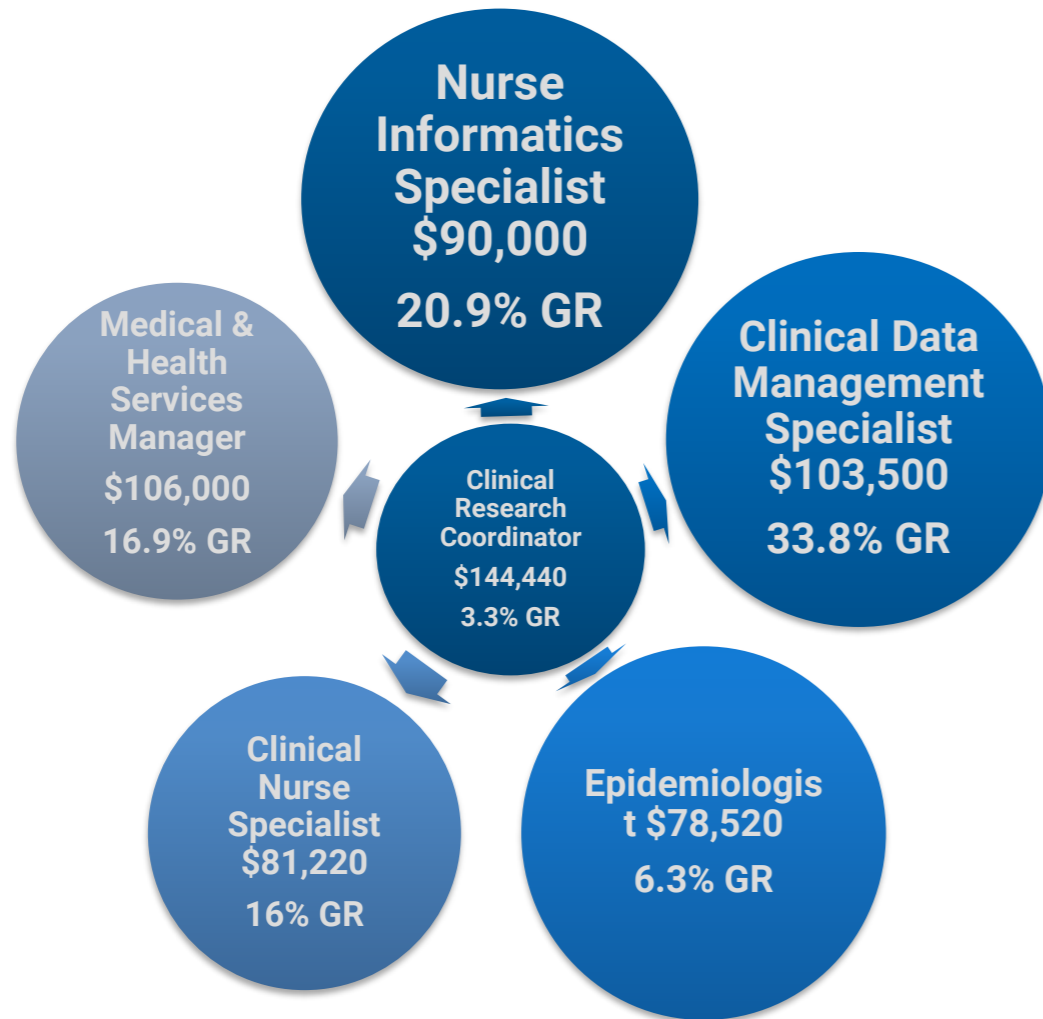 Nurse
Informatics
Specialist
$90,000
20.9% GR
Medical &
Health
Services
Manager
$106,000
16.9% GR
Clinical Data
Management
Specialist
$103,500
33.8% GR
Clinical
Research
Coordinator
$144,440
3.3% GR
Clinical
Nurse
Specialist
$81,220
16% GR
Epidemiologis
t $78,520
6.3% GR